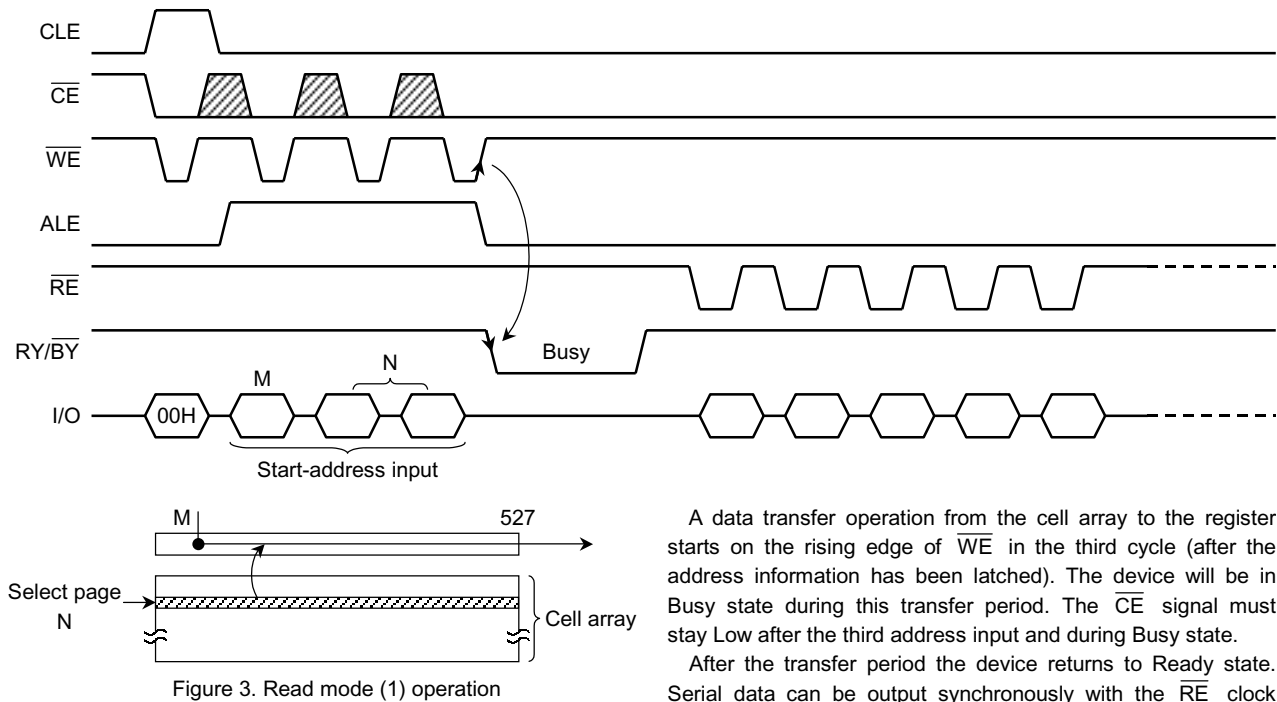 CLE
CE
WE
ALE
RE
RY/BY
Busy
N
M
I/O
00H
Start-address input
M
527
Select page
N
Cell array
Figure 3. Read mode (1) operation
A data transfer operation from the cell array to the register
starts on the rising edge of WE in the third cycle (after the
address information has been latched). The device will be in
Busy state during this transfer period. The CE signal must
stay Low after the third address input and during Busy state.
After the transfer period the device returns to Ready state.
Serial data can be output synchronously with the RE clock